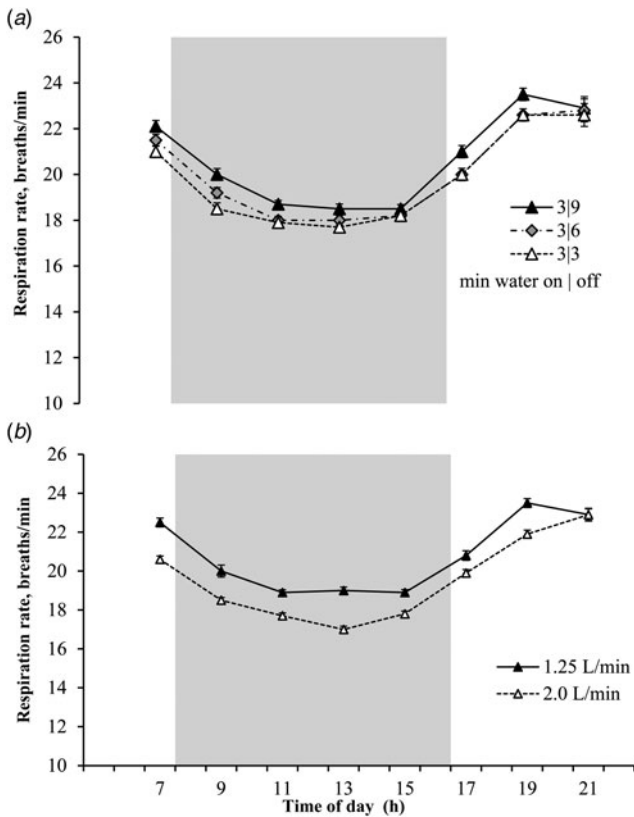 (a)
26
24
22
20
18
16
14
12
10
Respiration rate, breaths/min
3|9
3|6
3|3
min water on | off
(b)
26
24
22
20
18
16
14
12
10
Respiration rate, breaths/min
1.25 L/min
2.0 L/min
7 9 11 13 15 17 19 21
Time of day (h)